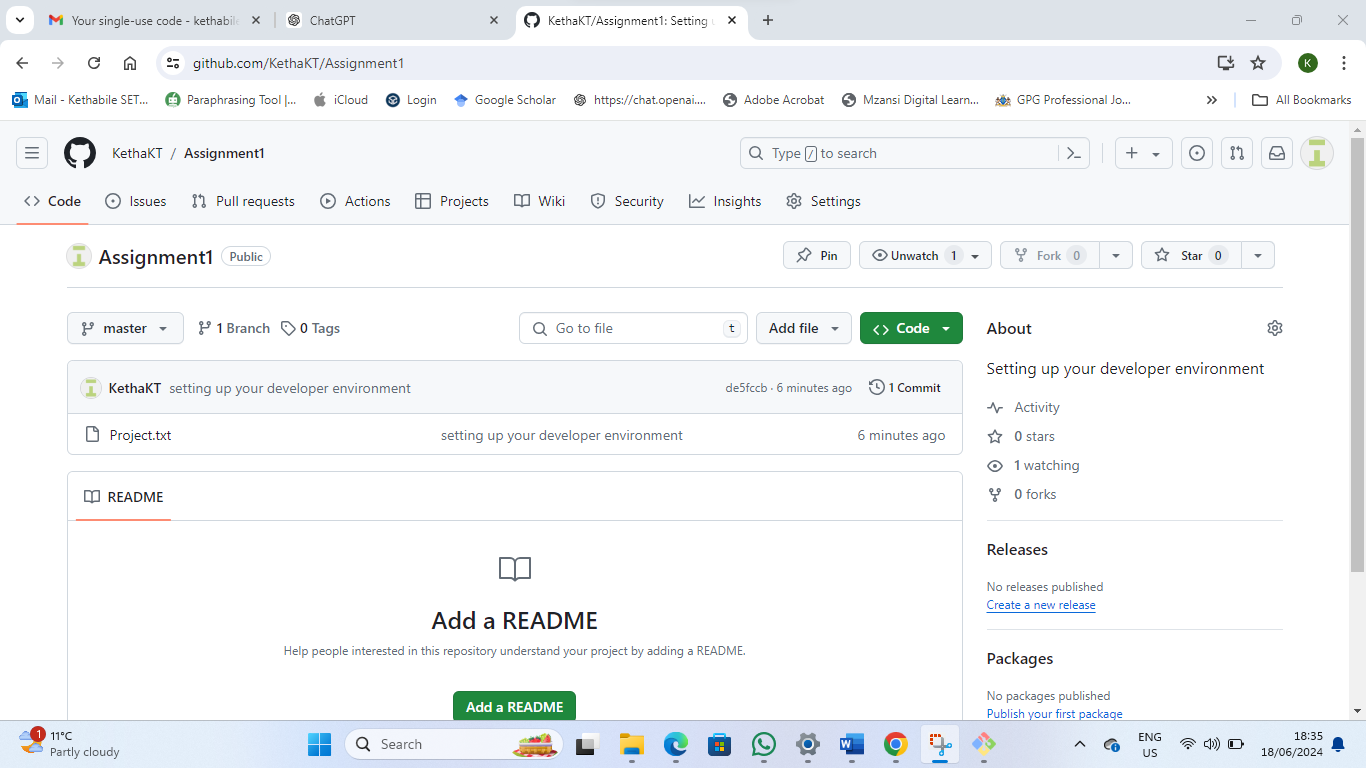 Your single-use code - kethabile
ChatGPT
KethaKT/Assignment1: Setting u
github.com/KethaKT/Assignment1
K
Mail - Kethabile SET...
Paraphrasing Tool |...
iCloud
Login
Google Scholar
https://chat.openai....
Adobe Acrobat
Mzansi Digital Learn...
GPG Professional Jo...
All Bookmarks
KethaKT / Assignment1
Type / to search
Code
Issues
Pull requests
Actions
Projects
Wiki
Security
Insights
Settings
Assignment1 Public
Pin
Unwatch 1
Fork 0
Star 0
master
1 Branch
0 Tags
Go to file t
Add file
Code
KethaKT setting up your developer environment
de5fccb · 6 minutes ago
1 Commit
Project.txt
setting up your developer environment
6 minutes ago
README
Add a README
Help people interested in this repository understand your project by adding a README.
Add a README
About
Setting up your developer environment
Activity
0 stars
1 watching
0 forks
Releases
No releases published
Create a new release
Packages
No packages published
Publish your first package
1
11°C
Partly cloudy
Search
ENG
US
18:35
18/06/2024